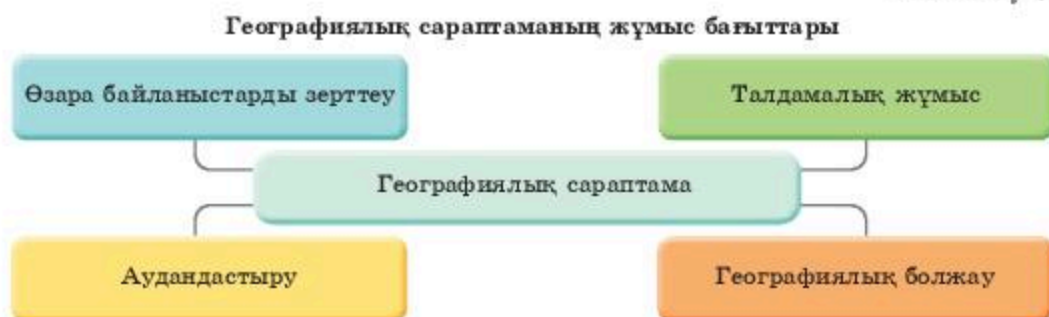 Географиялық сараптаманың жұмыс бағыттары
Өзара байланыстарды зерттеу
Талдамалық жұмыс
Географиялық сараптама
Аудандастыру
Географиялық болжау